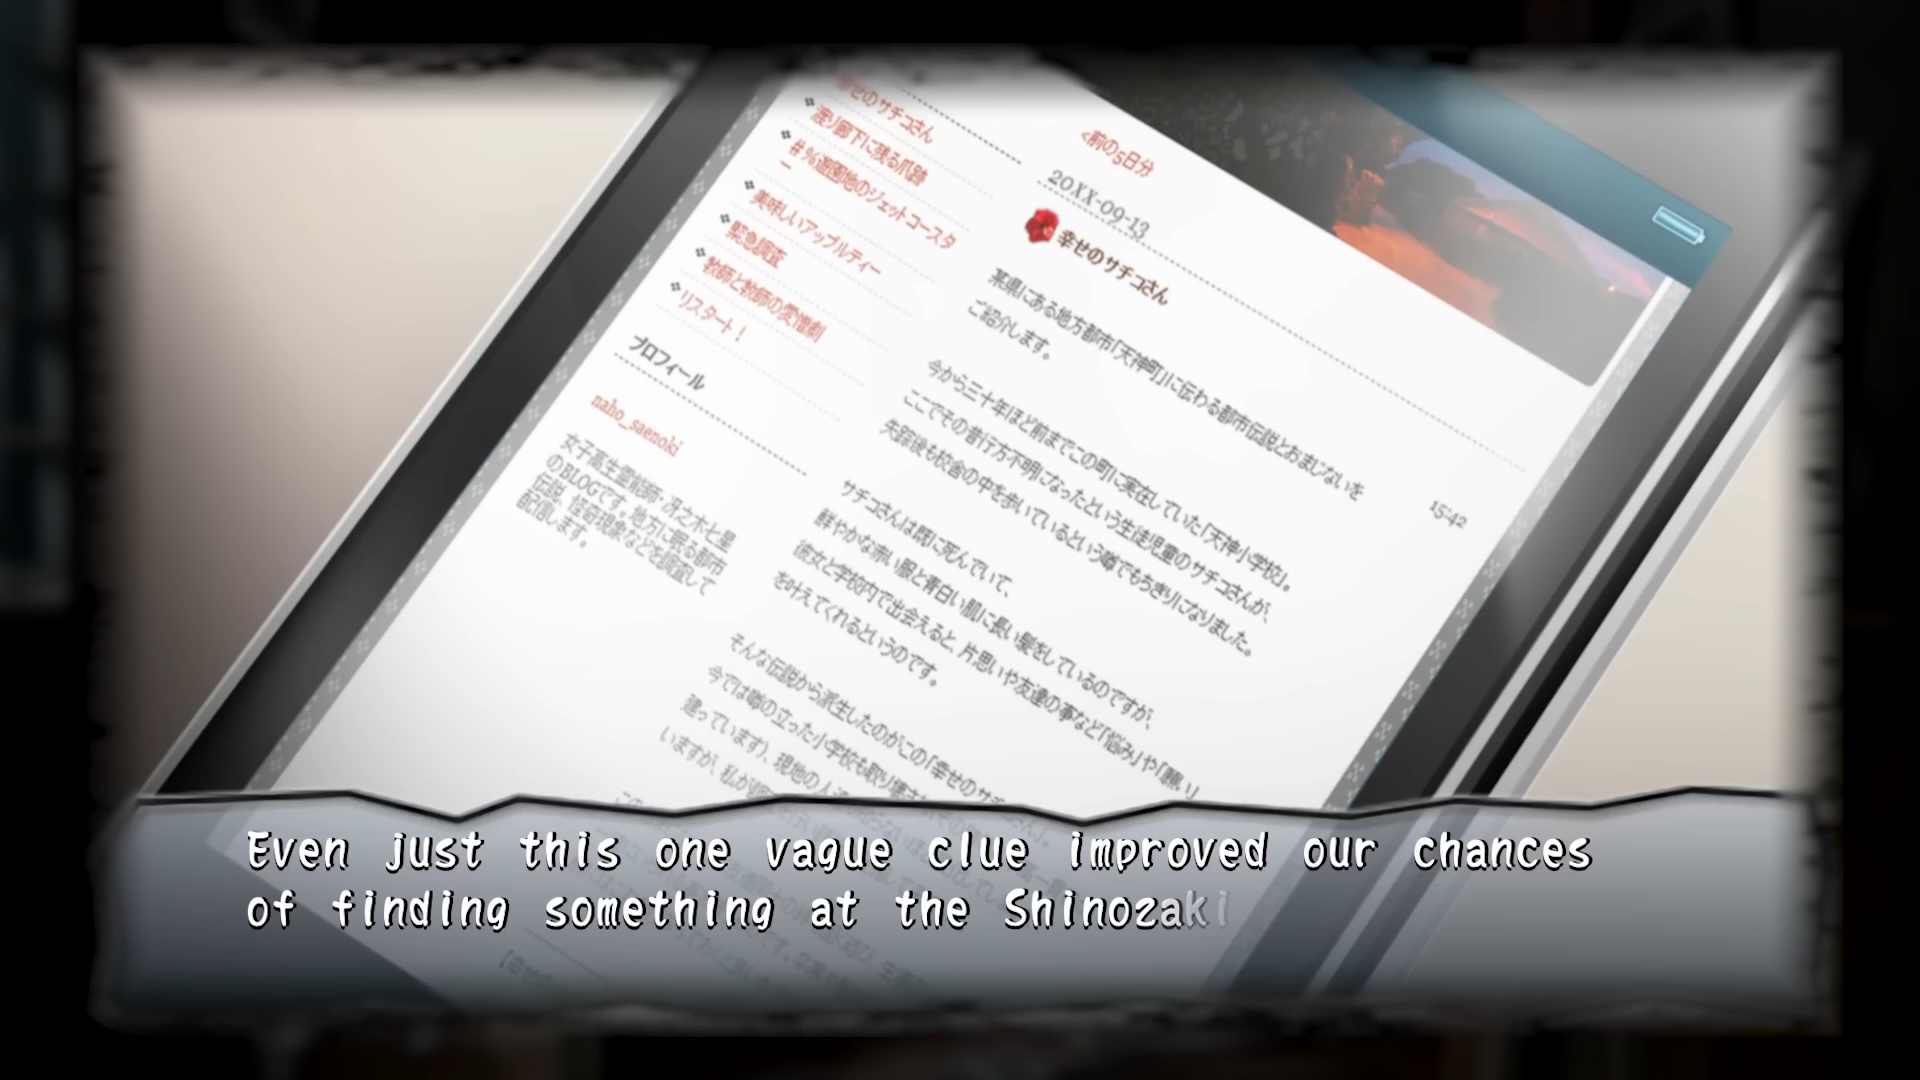 幸せのサチコさん
渡り廊下に残る爪跡
#%遊園地のジェットコースタ
ー
美味しいアップルティー
緊急調査
教師と教師の愛憎劇
リスタート！
プロフィール
naho_saenoki
女子高生霊能師・冴之木七星
のBLOGです。地方に眠る都市
伝説、怪奇現象などを調査して
配信します。
<前の5日分
20XX-09-13
幸せのサチコさん
某県にある地方都市「天神町」に伝わる都市伝説とおまじないを
ご紹介します。
15:42
今から三十年ほど前までこの町に実在していた「天神小学校」。
ここでその昔行方不明になったという生徒児童のサチコさんが、
失踪後も校舎の中を歩いているという噂でもちきりになりました。
サチコさんは既に死んでいて、
鮮やかな赤い服と青白い肌に長い髪をしているのですが、
彼女と学校内で出会えると、片思いや友達の事など「悩み」や「願い」
を叶えてくれるというのです。
そんな伝説から派生したのがこの「幸せのサチコさん」。
今では噂の立った小学校も取り壊され
建っています)、現地の人
いますが、私が
Even just this one vague clue improved our chances
of finding something at the Shinozaki